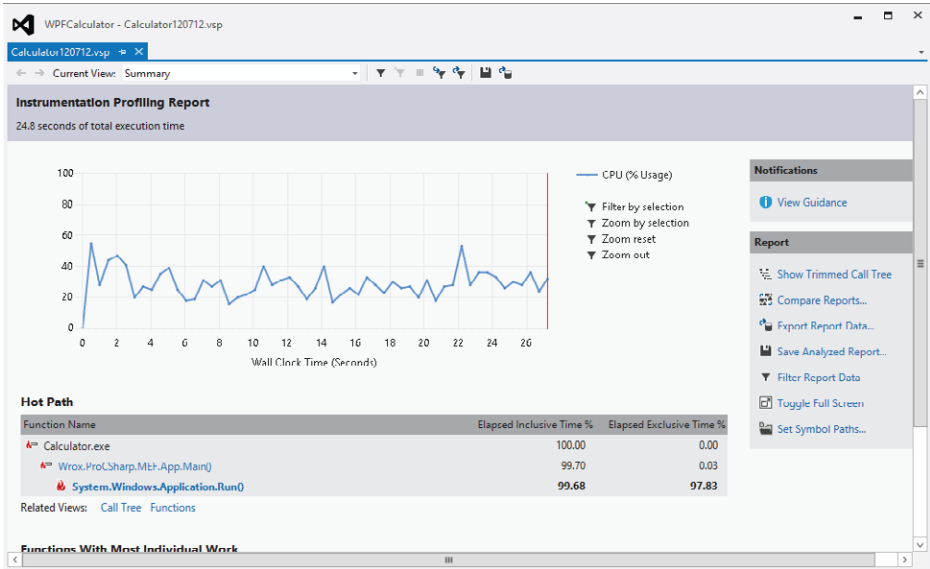 WPFCalculator - Calculator120712.vsp
Calculator120712.vsp
Current View: Summary
Instrumentation Profiling Report
24.8 seconds of total execution time
100
80
60
40
20
0
0 2 4 6 8 10 12 14 16 18 20 22 24 26
Wall Clock Time (Seconds)
CPU (% Usage)
Filter by selection
Zoom by selection
Zoom reset
Zoom out
Notifications
View Guidance
Report
Show Trimmed Call Tree
Compare Reports...
Export Report Data...
Save Analyzed Report...
Filter Report Data
Toggle Full Screen
Set Symbol Paths...
Hot Path
Function Name Elapsed Inclusive Time % Elapsed Exclusive Time %
Calculator.exe 100.00 0.00
Wrox.ProCSharp.MEF.App.Main() 99.70 0.03
System.Windows.Application.Run() 99.68 97.83
Related Views: Call Tree Functions
Functions With Most Individual Work